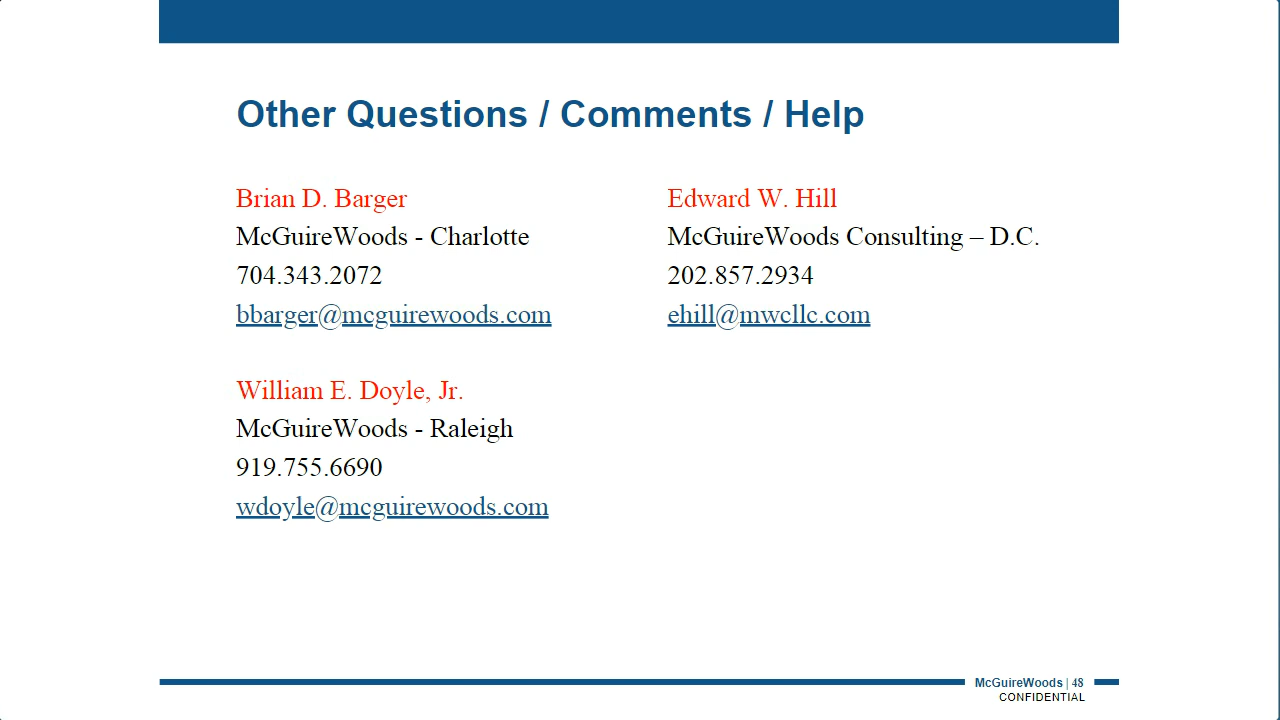 Other Questions / Comments / Help
Brian D. Barger
McGuireWoods - Charlotte
704.343.2072
bbarger@mcguirewoods.com
Edward W. Hill
McGuireWoods Consulting – D.C.
202.857.2934
ehill@mwcllc.com
William E. Doyle, Jr.
McGuireWoods - Raleigh
919.755.6690
wdoyle@mcguirewoods.com
McGuireWoods | 48
CONFIDENTIAL